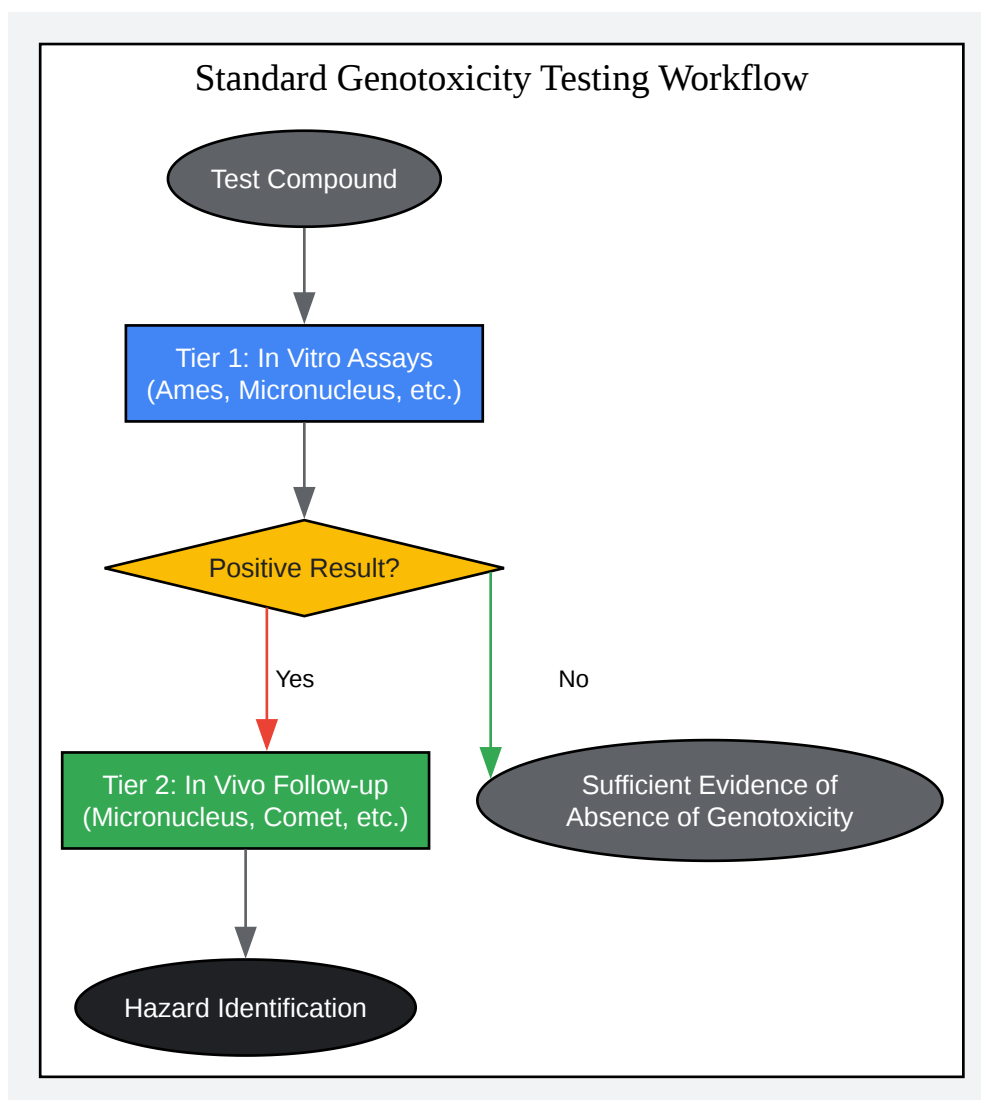 Standard Genotoxicity Testing Workflow
Test Compound
Tier 1: In Vitro Assays
(Ames, Micronucleus, etc.)
Positive Result?
Yes
No
Tier 2: In Vivo Follow-up
(Micronucleus, Comet, etc.)
Sufficient Evidence of
Absence of Genotoxicity
Hazard Identification